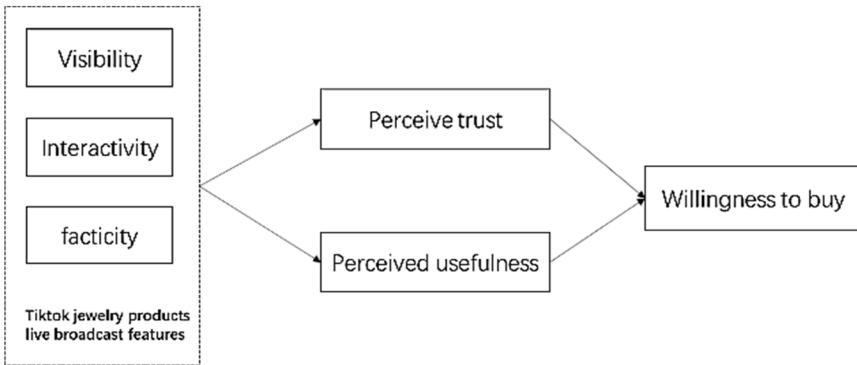 Visibility
Interactivity
facticity
Tiktok jewelry products
live broadcast features
Perceive trust
Perceived usefulness
Willingness to buy